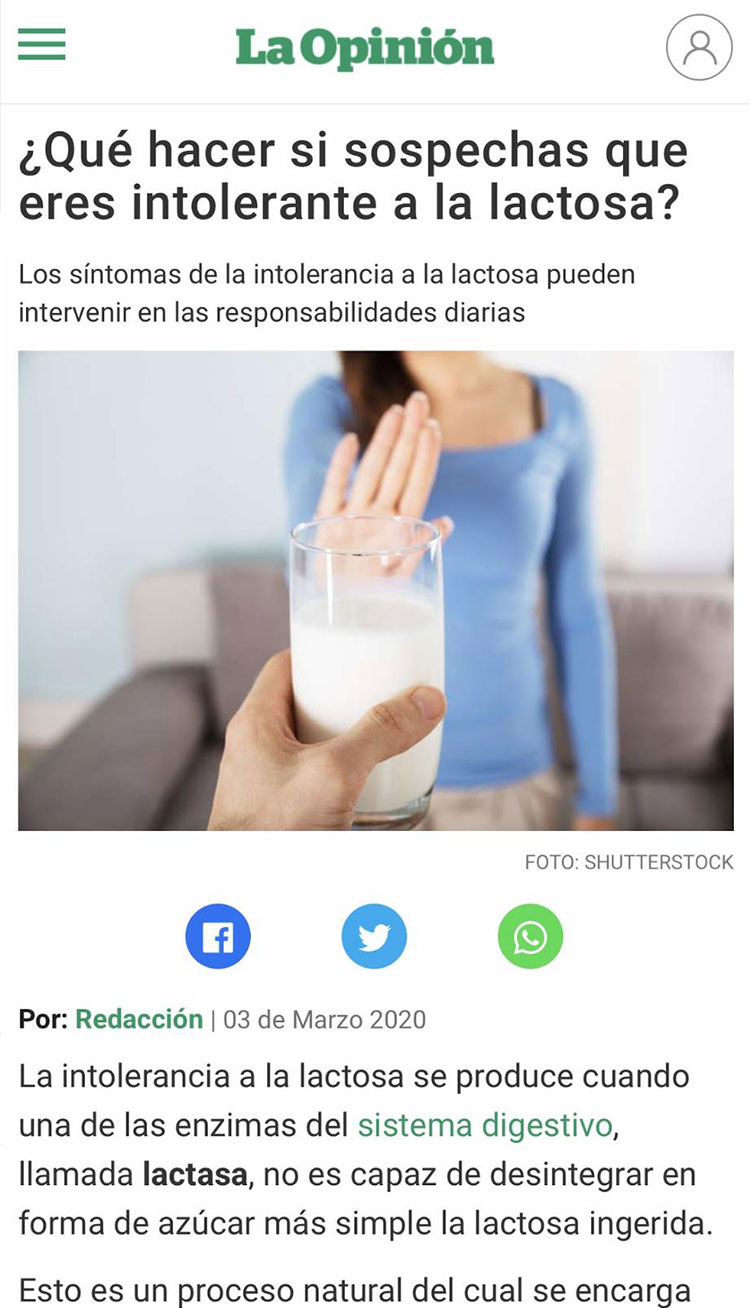 La Opinión
¿Qué hacer si sospechas que
eres intolerante a la lactosa?
Los síntomas de la intolerancia a la lactosa pueden
intervenir en las responsabilidades diarias
FOTO: SHUTTERSTOCK
Por: Redacción | 03 de Marzo 2020
La intolerancia a la lactosa se produce cuando
una de las enzimas del sistema digestivo,
llamada lactasa, no es capaz de desintegrar en
forma de azúcar más simple la lactosa ingerida.
Esto es un proceso natural del cual se encarga